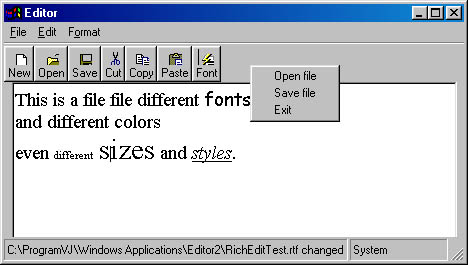 Editor
File Edit Format
New Open Save Cut Copy Paste Font
Open file
Save file
Exit
This is a file file different fonts
and different colors
even different sizes and styles.
C:\ProgramVJ\Windows Applications\Editor2\RichEditTest.rtf changed System